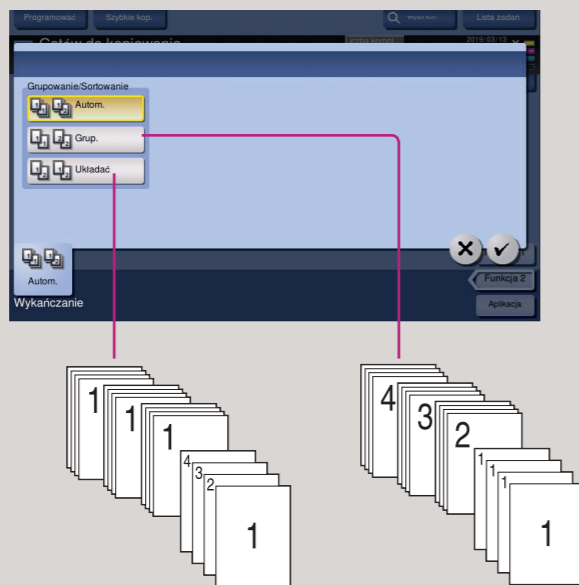 Programować Szybkie kop. Lista zadań
Gotów do kopiowania 2019/03/13
Grupowanie/Sortowanie
Autom.
Grup.
Układać
Autom.
Funkcja 2
Wykańczanie
Aplikacja
1 1 1 4 3 2 1
4 3 2 1 1 1 1